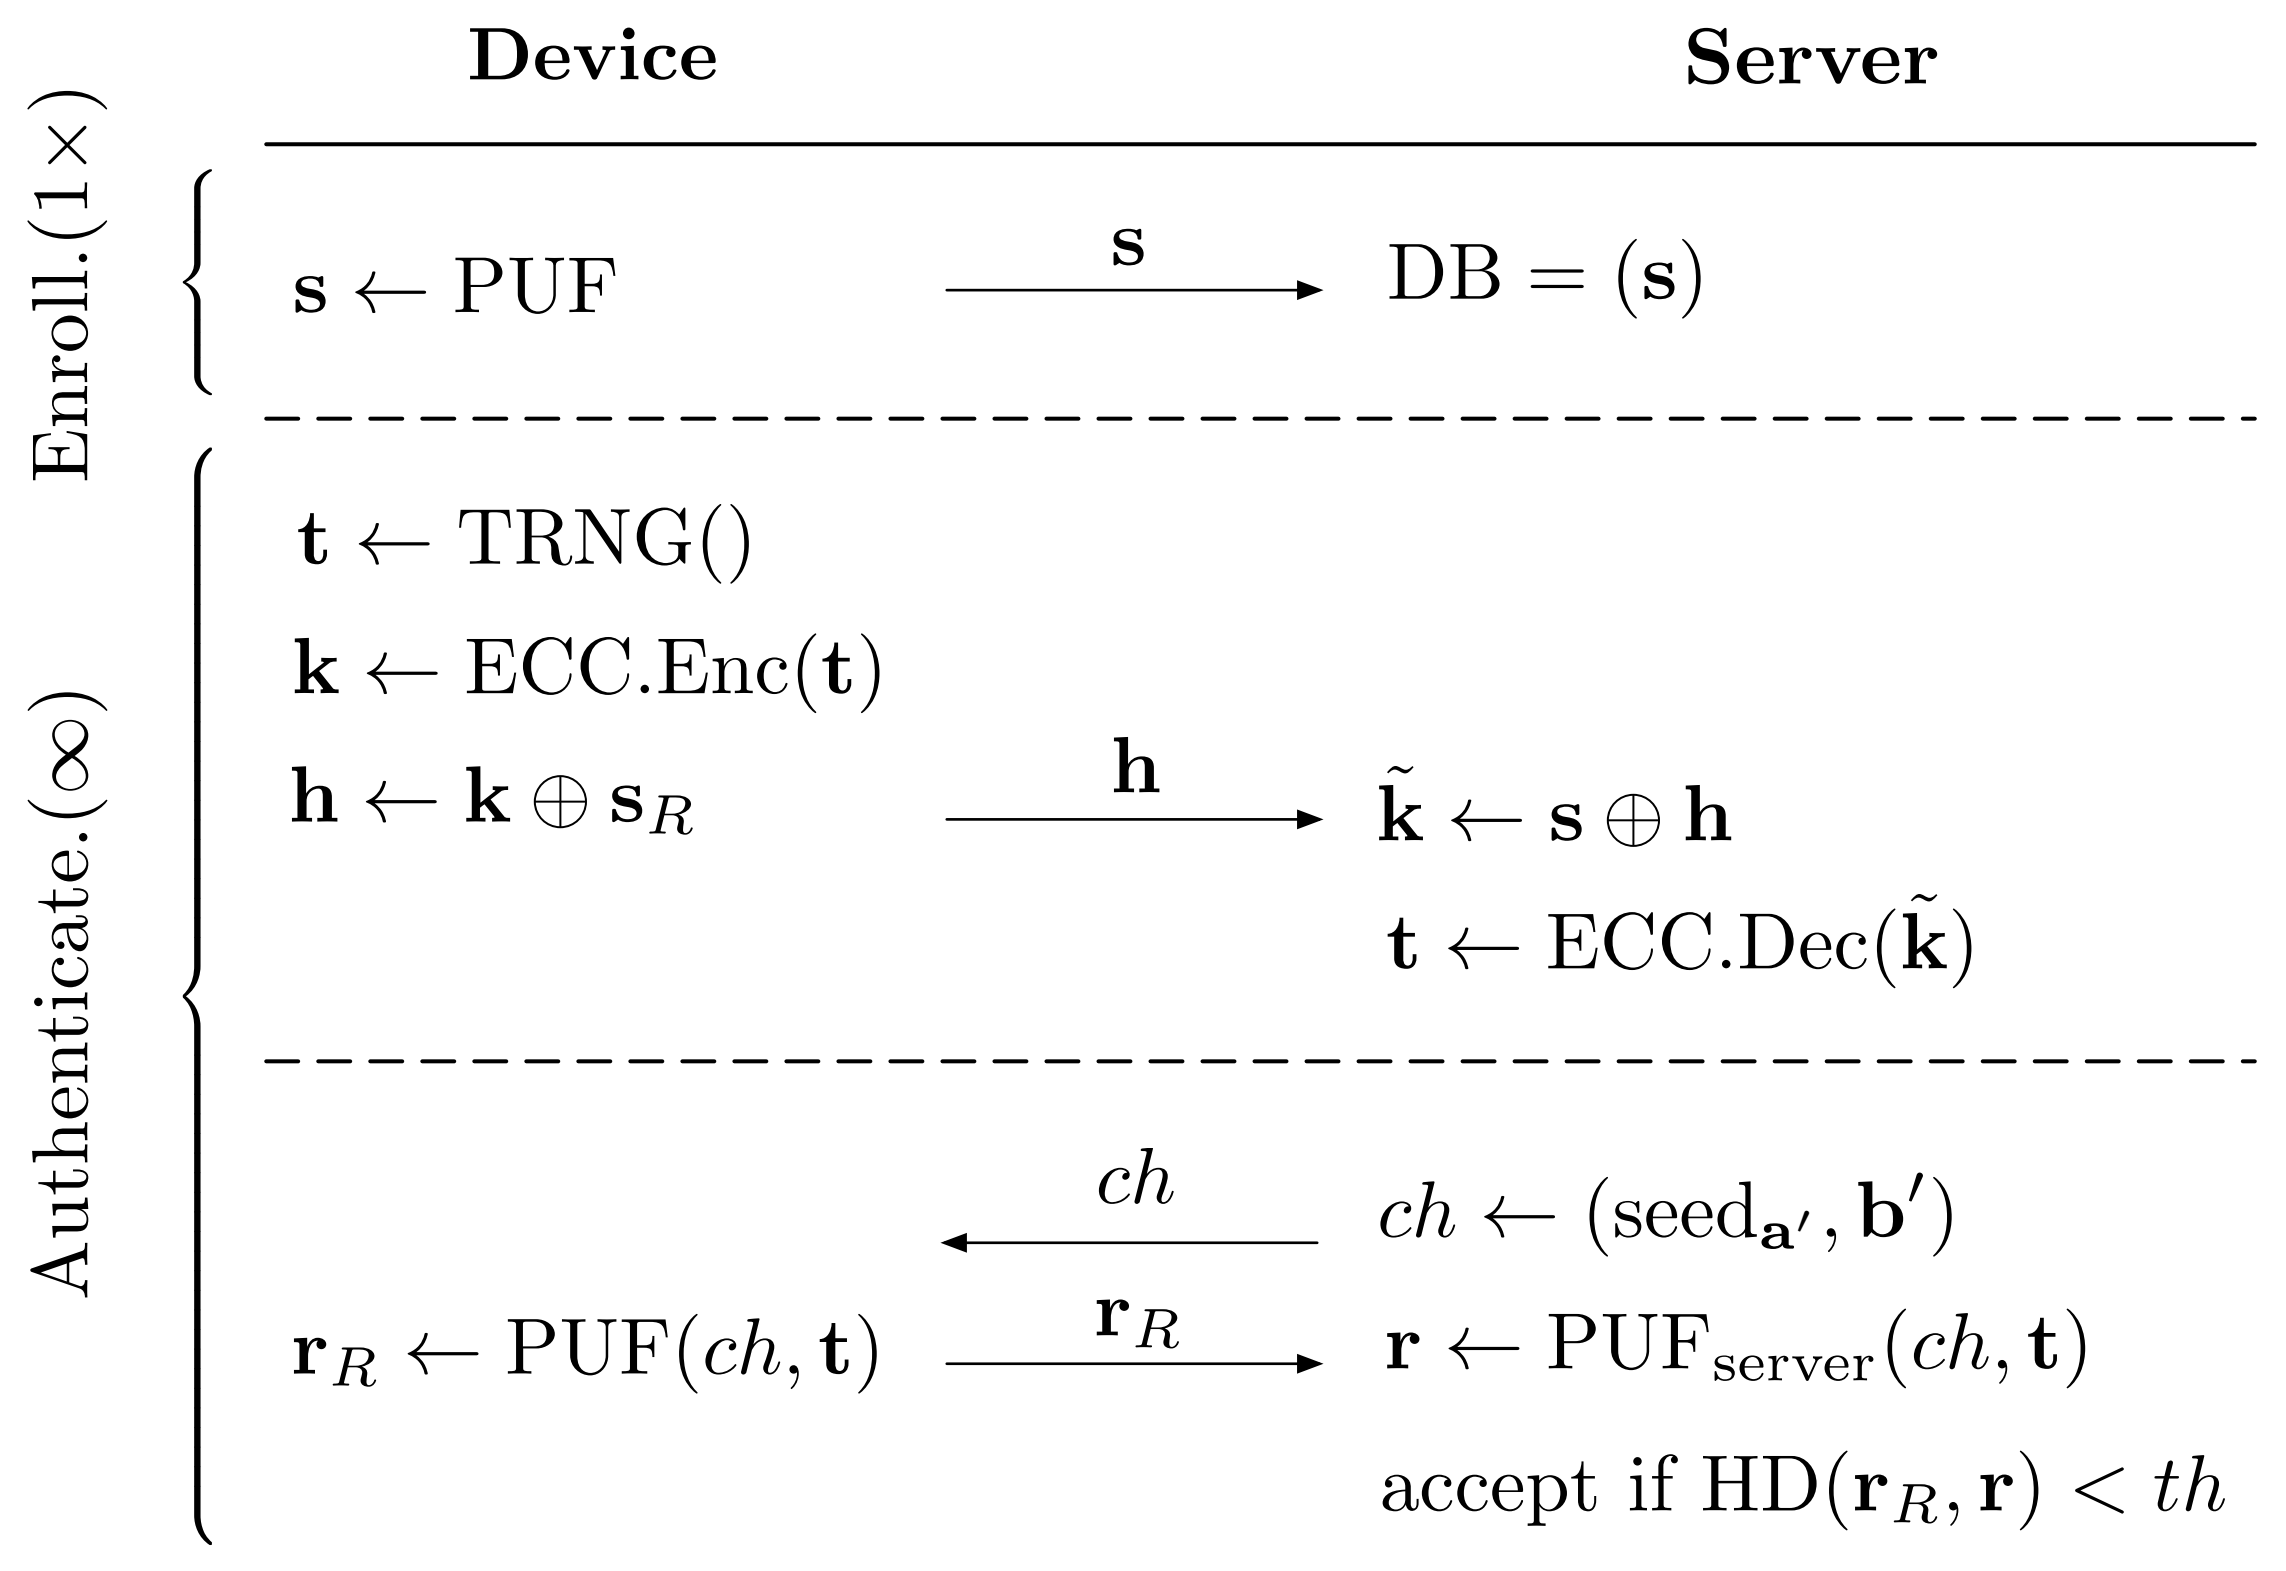 Device Server
Enroll.(1×)
s ← PUF
s
DB = (s)
Authenticate.(∞)
t ← TRNG()
k ← ECC.Enc(t)
h ← k ⊕ s_R
h
k̃ ← s ⊕ h
t ← ECC.Dec(k̃)
ch
ch ← (seed_a′, b′)
r_R ← PUF(ch, t)
r_R
r ← PUF_server(ch, t)
accept if HD(r_R, r) < th